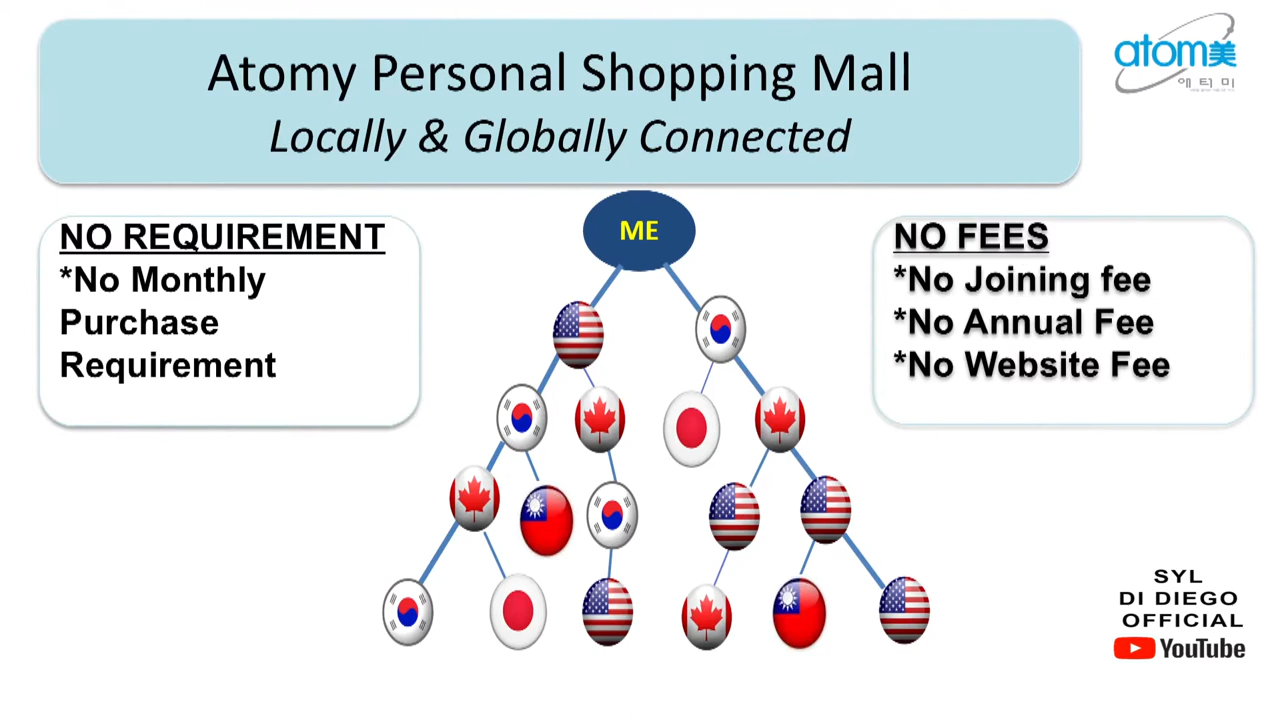 Atomy Personal Shopping Mall
Locally & Globally Connected
atom美
애터미
ME
NO REQUIREMENT
*No Monthly
Purchase
Requirement
NO FEES
*No Joining fee
*No Annual Fee
*No Website Fee
SYL
DI DIEGO
OFFICIAL
YouTube